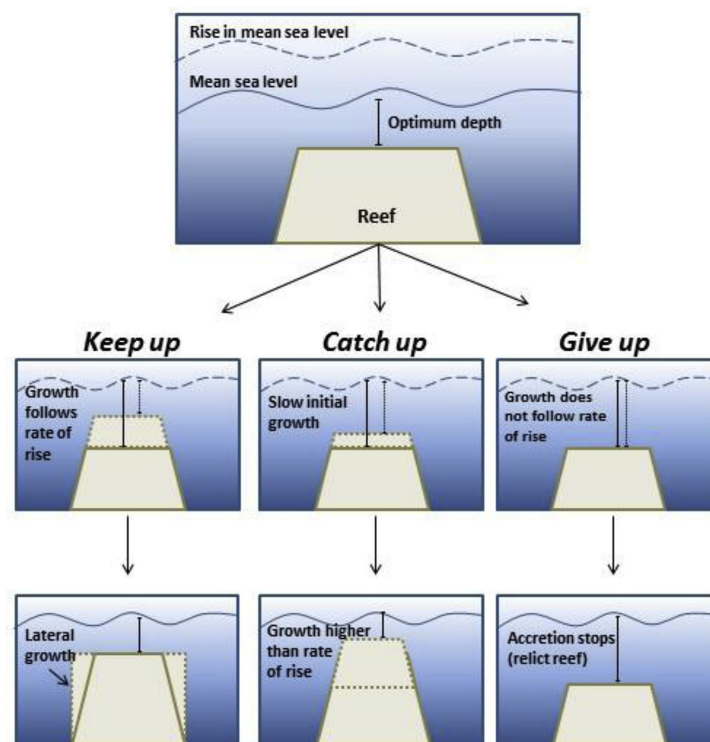 Rise in mean sea level
Mean sea level
Optimum depth
Reef
Keep up
Catch up
Give up
Growth
follows
rate of
rise
Slow initial
growth
Growth does
not follow rate
of rise
Lateral
growth
Growth higher
than rate
of rise
Accretion stops
(relict reef)